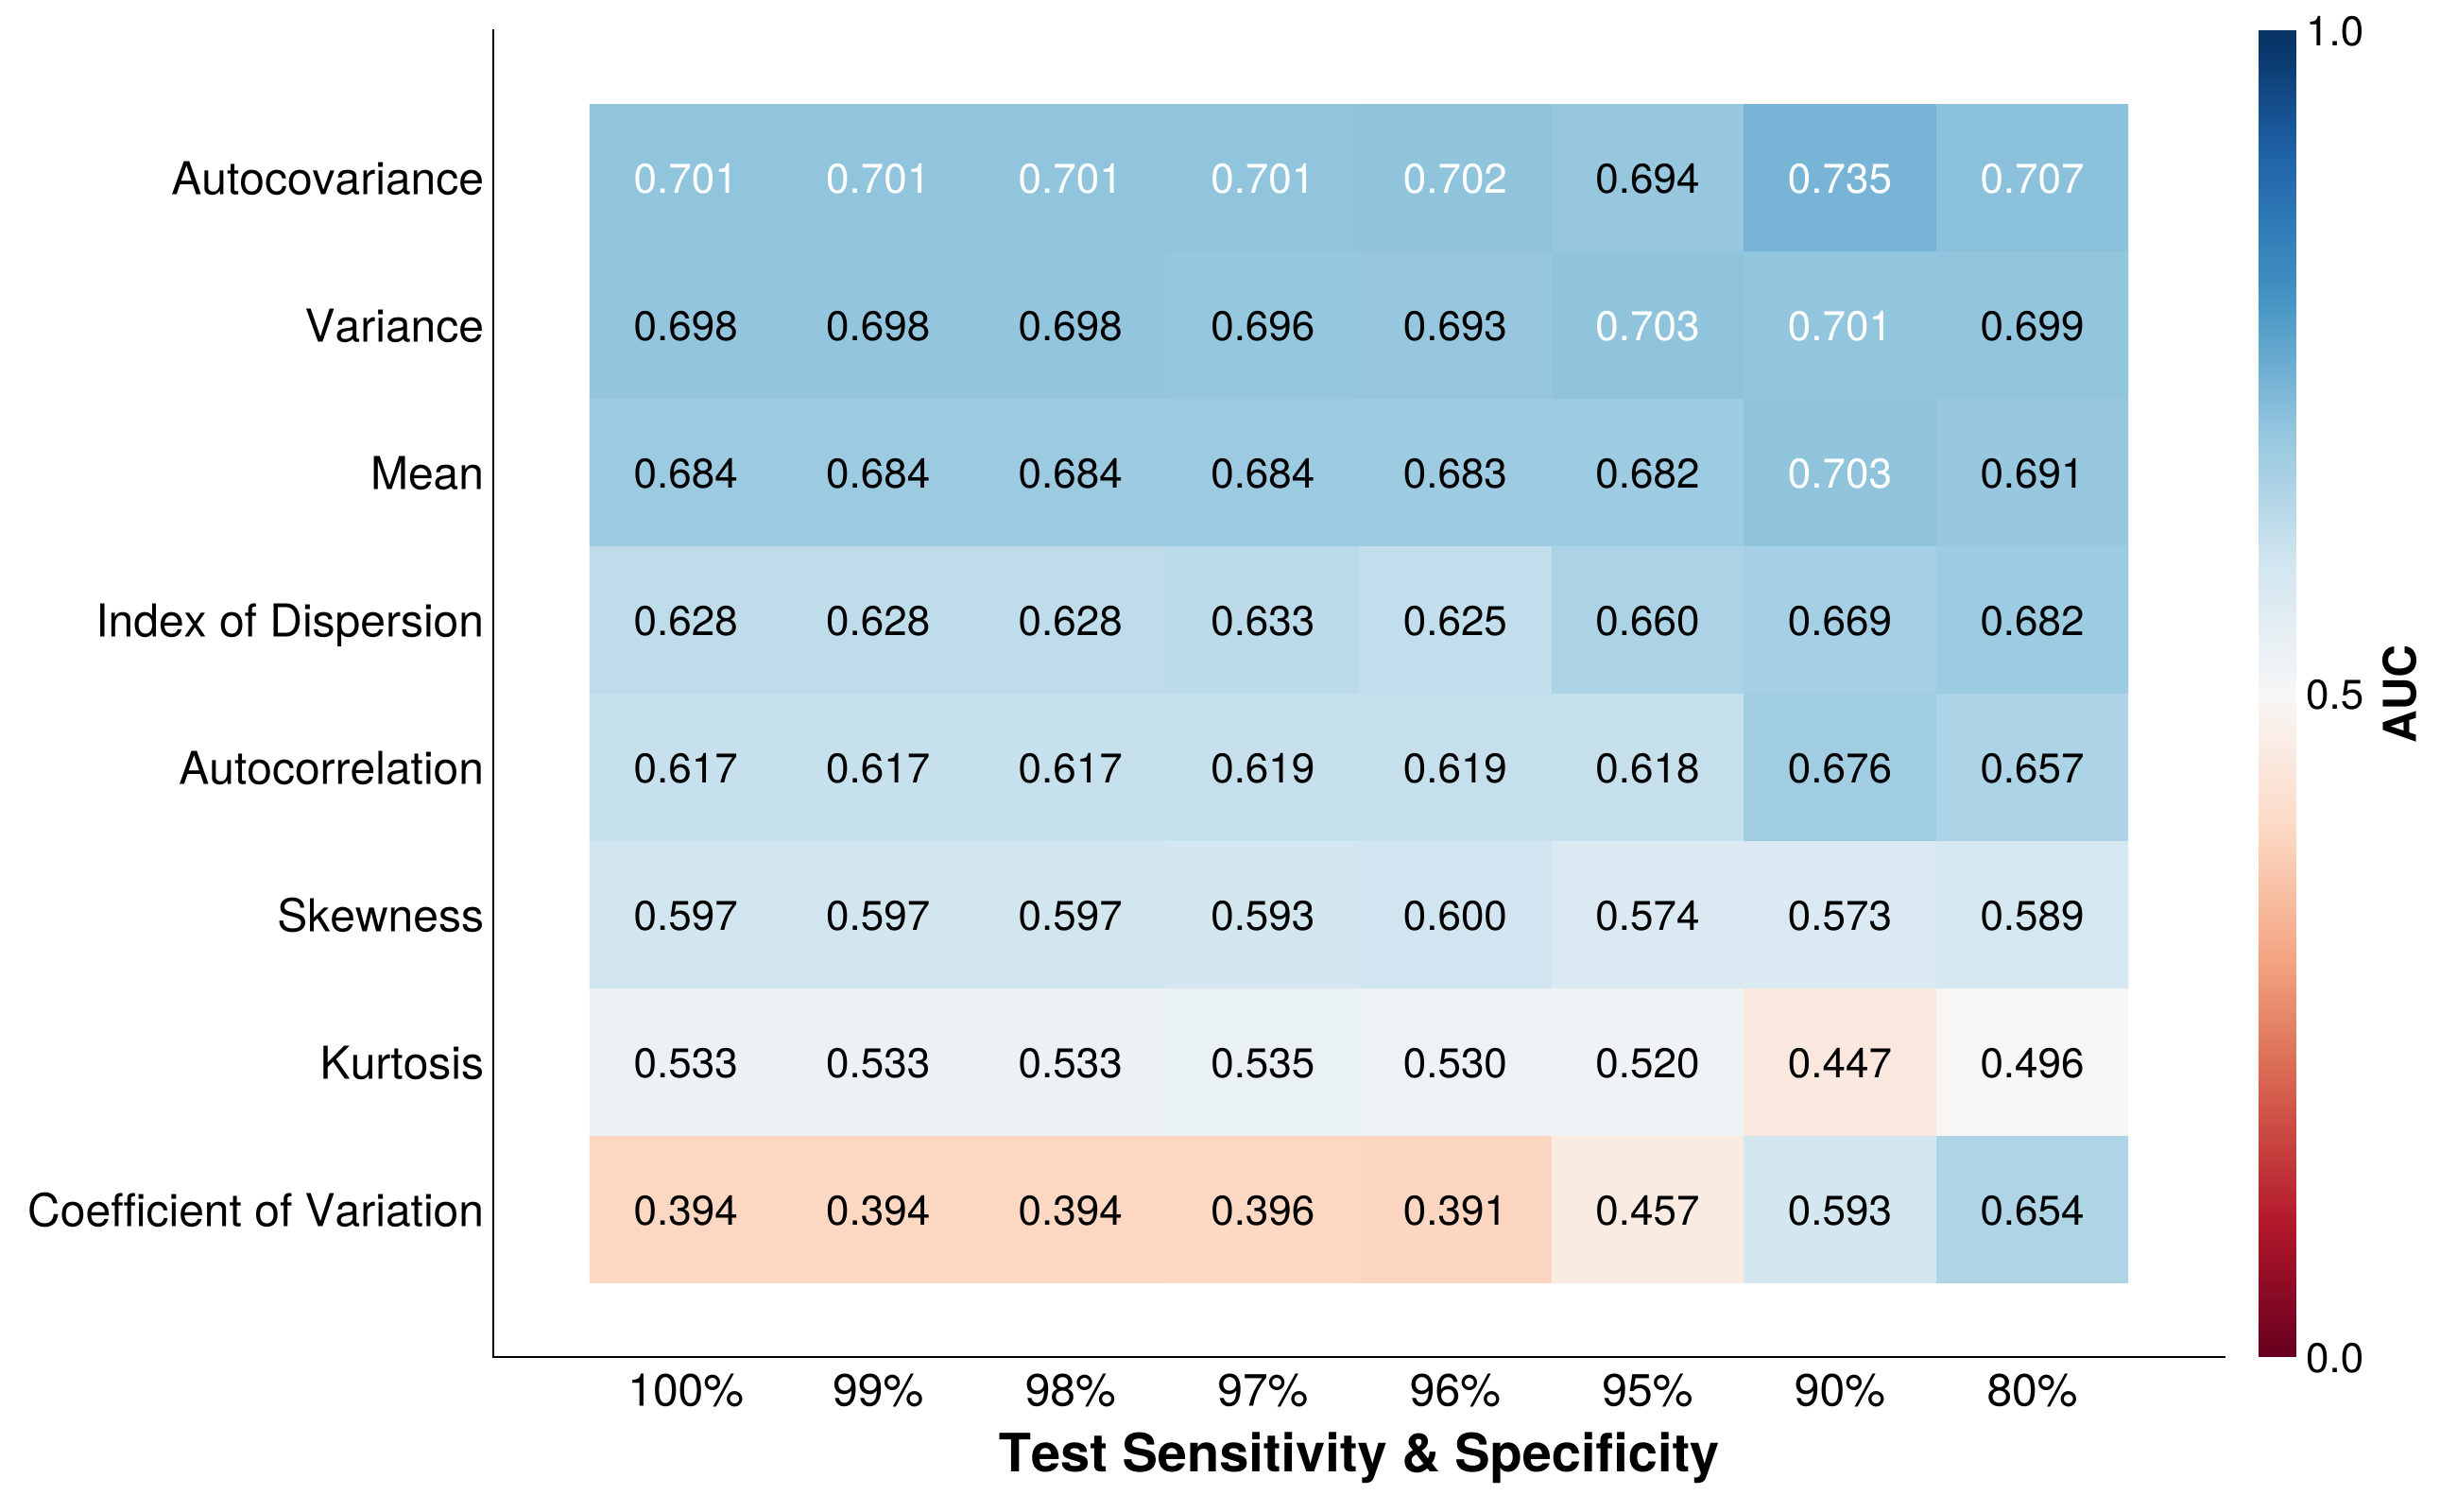 Autocovariance 0.701 0.701 0.701 0.701 0.702 0.694 0.735 0.707
Variance 0.698 0.698 0.698 0.696 0.693 0.703 0.701 0.699
Mean 0.684 0.684 0.684 0.684 0.683 0.682 0.703 0.691
Index of Dispersion 0.628 0.628 0.628 0.633 0.625 0.660 0.669 0.682
Autocorrelation 0.617 0.617 0.617 0.619 0.619 0.618 0.676 0.657
Skewness 0.597 0.597 0.597 0.593 0.600 0.574 0.573 0.589
Kurtosis 0.533 0.533 0.533 0.535 0.530 0.520 0.447 0.496
Coefficient of Variation 0.394 0.394 0.394 0.396 0.391 0.457 0.593 0.654
100% 99% 98% 97% 96% 95% 90% 80%
Test Sensitivity & Specificity
1.0
0.5
0.0
AUC